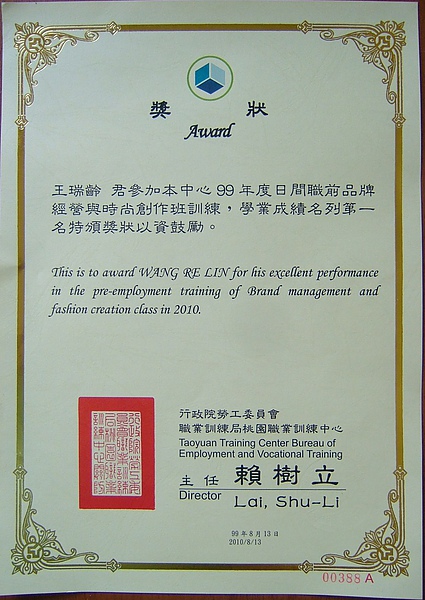 獎 狀
Award
王瑞齡 君參加本中心99年度日間職前品牌
經營與時尚創作班訓練，學業成績名列第一
名特頒獎狀以資鼓勵。
This is to award WANG RE LIN for his excellent performance
in the pre-employment training of Brand management and
fashion creation class in 2010.
行政院勞工委員會
職業訓練局桃園職業訓練中心
Taoyuan Training Center Bureau of
Employment and Vocational Training
主任 賴樹立
Director Lai, Shu-Li
99年8月13日
2010/8/13
00388 A